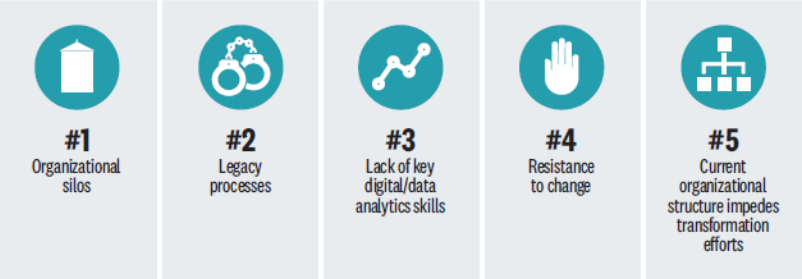 #1
Organizational
silos
#2
Legacy
processes
#3
Lack of key
digital/data
analytics skills
#4
Resistance
to change
#5
Current
organizational
structure impedes
transformation
efforts